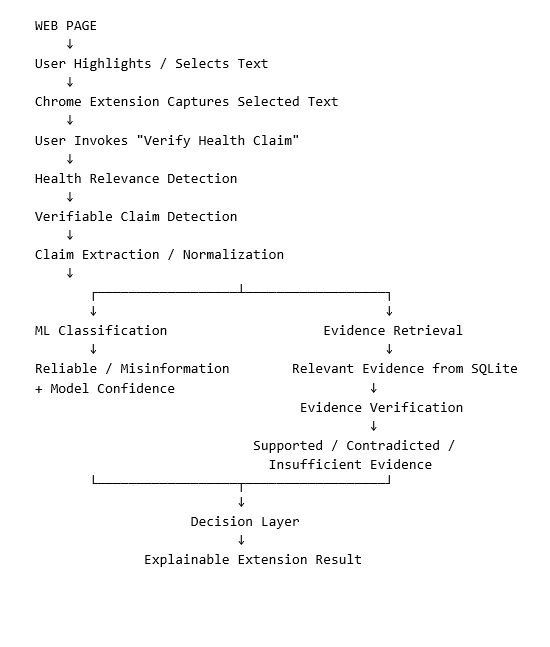 WEB PAGE
↓
User Highlights / Selects Text
↓
Chrome Extension Captures Selected Text
↓
User Invokes "Verify Health Claim"
↓
Health Relevance Detection
↓
Verifiable Claim Detection
↓
Claim Extraction / Normalization
↓
↓ ↓
ML Classification Evidence Retrieval
↓ ↓
Reliable / Misinformation Relevant Evidence from SQLite
+ Model Confidence ↓
Evidence Verification
↓
Supported / Contradicted /
Insufficient Evidence
↓
Decision Layer
↓
Explainable Extension Result